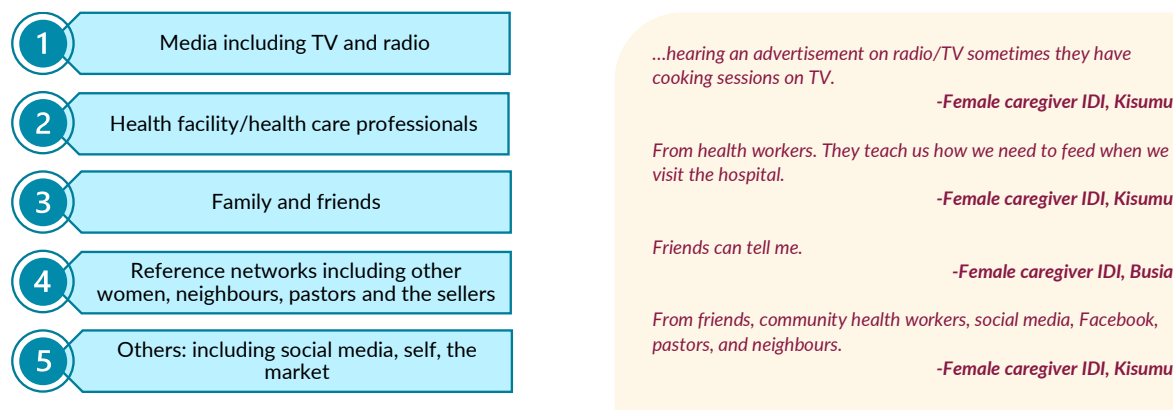 1
Media including TV and radio
2
Health facility/health care professionals
3
Family and friends
4
Reference networks including other
women, neighbours, pastors and the sellers
5
Others: including social media, self, the
market
...hearing an advertisement on radio/TV sometimes they have
cooking sessions on TV.
-Female caregiver IDI, Kisumu
From health workers. They teach us how we need to feed when we
visit the hospital.
-Female caregiver IDI, Kisumu
Friends can tell me.
-Female caregiver IDI, Busia
From friends, community health workers, social media, Facebook,
pastors, and neighbours.
-Female caregiver IDI, Kisumu